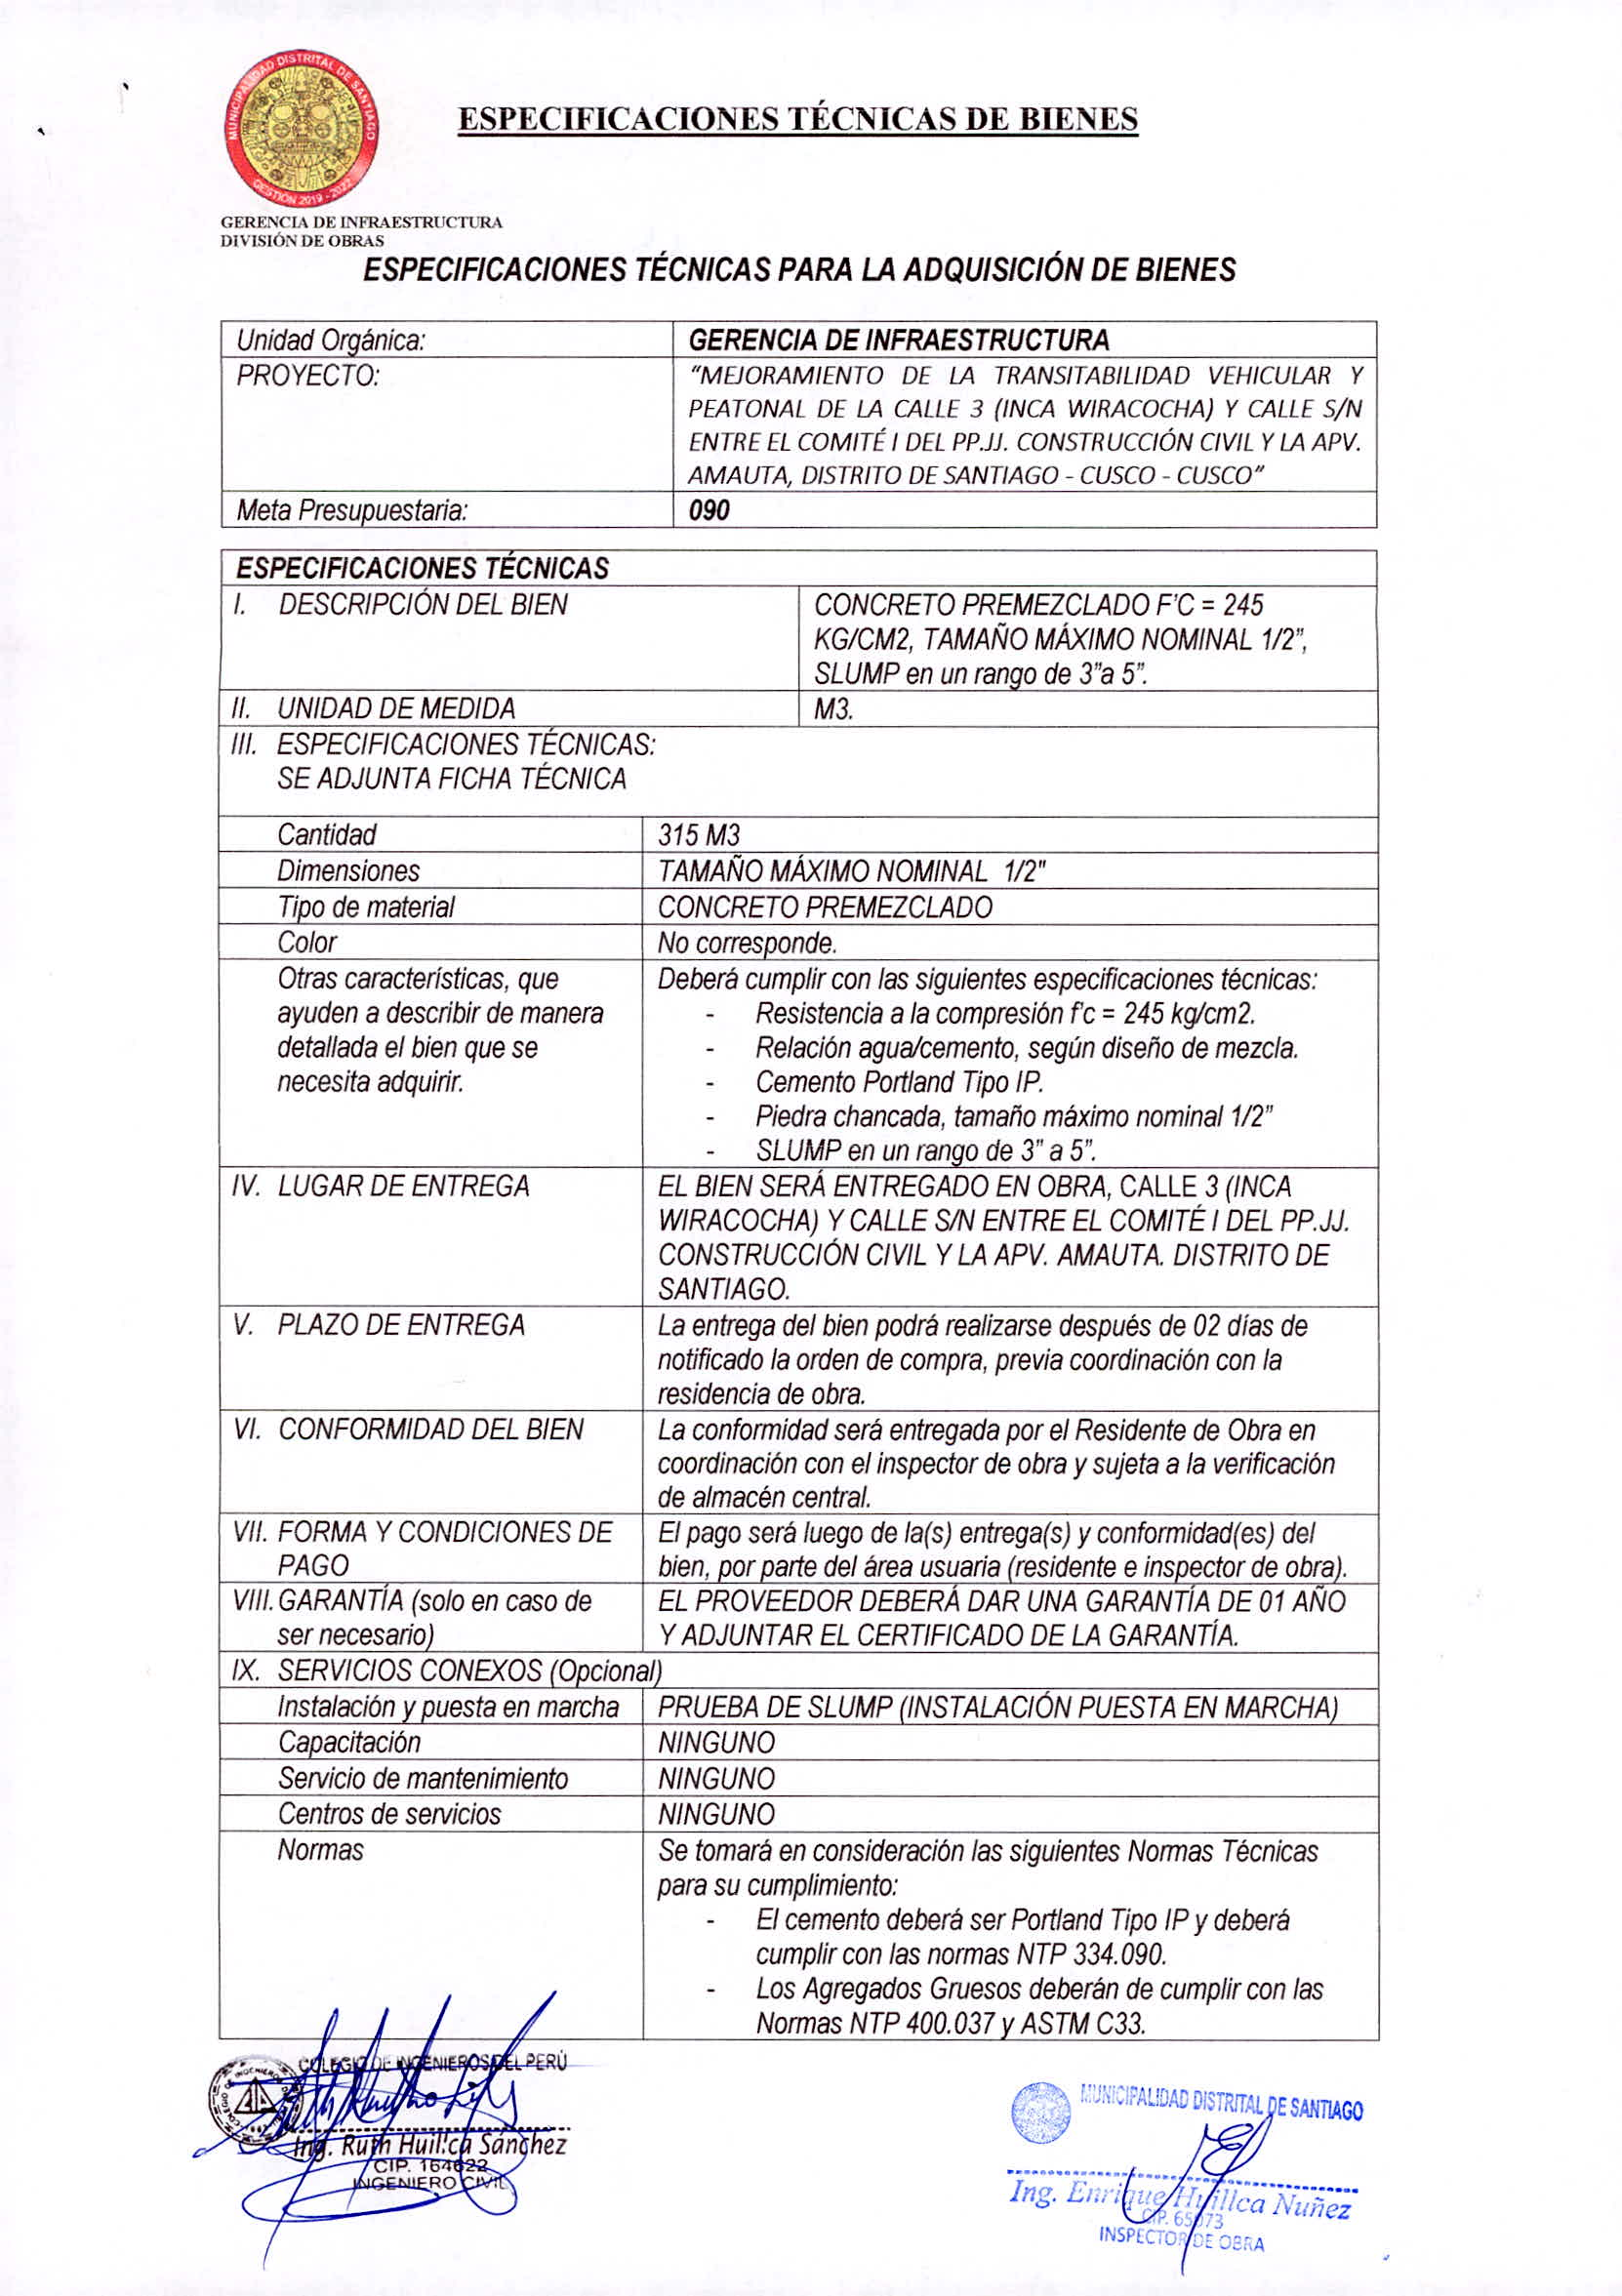 MUNICIPALIDAD DISTRITAL DE SANTIAGO
GESTIÓN 2019 - 2022
ESPECIFICACIONES TÉCNICAS DE BIENES
GERENCIA DE INFRAESTRUCTURA
DIVISIÓN DE OBRAS
ESPECIFICACIONES TÉCNICAS PARA LA ADQUISICIÓN DE BIENES
Unidad Orgánica: GERENCIA DE INFRAESTRUCTURA
PROYECTO: "MEJORAMIENTO DE LA TRANSITABILIDAD VEHICULAR Y
PEATONAL DE LA CALLE 3 (INCA WIRACOCHA) Y CALLE S/N
ENTRE EL COMITÉ I DEL PP.JJ. CONSTRUCCIÓN CIVIL Y LA APV.
AMAUTA, DISTRITO DE SANTIAGO - CUSCO - CUSCO"
Meta Presupuestaria: 090
ESPECIFICACIONES TÉCNICAS
I. DESCRIPCIÓN DEL BIEN CONCRETO PREMEZCLADO F'C = 245
KG/CM2, TAMAÑO MÁXIMO NOMINAL 1/2",
SLUMP en un rango de 3"a 5".
II. UNIDAD DE MEDIDA M3.
III. ESPECIFICACIONES TÉCNICAS:
SE ADJUNTA FICHA TÉCNICA
Cantidad 315 M3
Dimensiones TAMAÑO MÁXIMO NOMINAL 1/2"
Tipo de material CONCRETO PREMEZCLADO
Color No corresponde.
Otras características, que Deberá cumplir con las siguientes especificaciones técnicas:
ayuden a describir de manera - Resistencia a la compresión f'c = 245 kg/cm2.
detallada el bien que se - Relación agua/cemento, según diseño de mezcla.
necesita adquirir. - Cemento Portland Tipo IP.
- Piedra chancada, tamaño máximo nominal 1/2"
- SLUMP en un rango de 3" a 5".
IV. LUGAR DE ENTREGA EL BIEN SERÁ ENTREGADO EN OBRA, CALLE 3 (INCA
WIRACOCHA) Y CALLE S/N ENTRE EL COMITÉ I DEL PP.JJ.
CONSTRUCCIÓN CIVIL Y LA APV. AMAUTA. DISTRITO DE
SANTIAGO.
V. PLAZO DE ENTREGA La entrega del bien podrá realizarse después de 02 días de
notificado la orden de compra, previa coordinación con la
residencia de obra.
VI. CONFORMIDAD DEL BIEN La conformidad será entregada por el Residente de Obra en
coordinación con el inspector de obra y sujeta a la verificación
de almacén central.
VII. FORMA Y CONDICIONES DE El pago será luego de la(s) entrega(s) y conformidad(es) del
PAGO bien, por parte del área usuaria (residente e inspector de obra).
VIII. GARANTÍA (solo en caso de EL PROVEEDOR DEBERÁ DAR UNA GARANTÍA DE 01 AÑO
ser necesario) Y ADJUNTAR EL CERTIFICADO DE LA GARANTÍA.
IX. SERVICIOS CONEXOS (Opcional)
Instalación y puesta en marcha PRUEBA DE SLUMP (INSTALACIÓN PUESTA EN MARCHA)
Capacitación NINGUNO
Servicio de mantenimiento NINGUNO
Centros de servicios NINGUNO
Normas Se tomará en consideración las siguientes Normas Técnicas
para su cumplimiento:
- El cemento deberá ser Portland Tipo IP y deberá
cumplir con las normas NTP 334.090.
- Los Agregados Gruesos deberán de cumplir con las
Normas NTP 400.037 y ASTM C33.
COLEGIO DE INGENIEROS DEL PERÚ
Ing. Ruth Huillca Sánchez
CIP. 164622
INGENIERO CIVIL
MUNICIPALIDAD DISTRITAL DE SANTIAGO
Ing. Enrique Huillca Nuñez
CIP. 65073
INSPECTOR DE OBRA